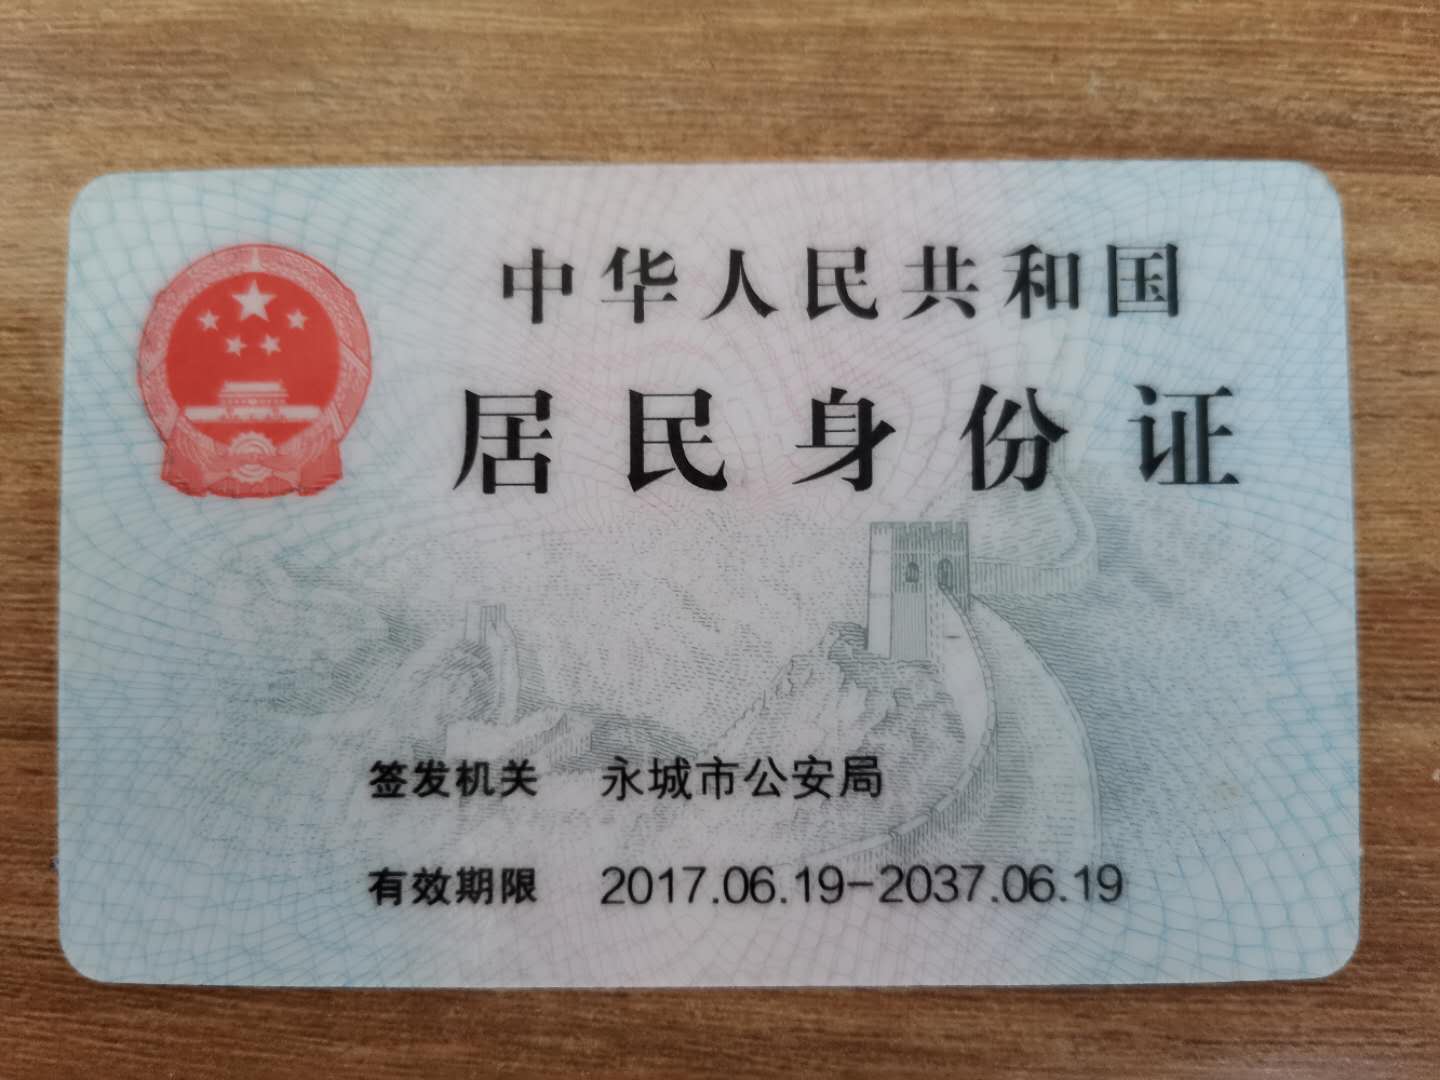 中华人民共和国
居民身份证
签发机关 永城市公安局
有效期限 2017.06.19-2037.06.19